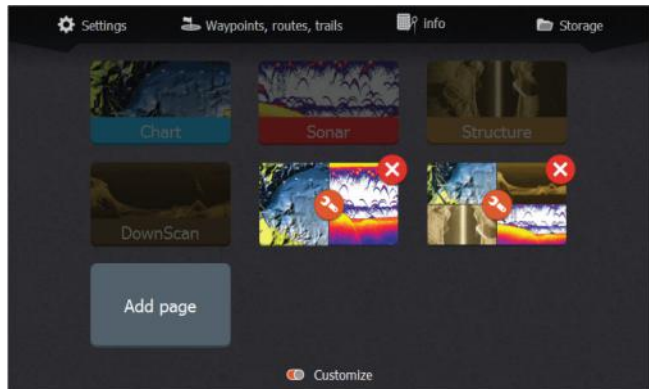 Settings
Waypoints, routes, trails
info
Storage
Chart
Sonar
Structure
DownScan
Add page
Customize